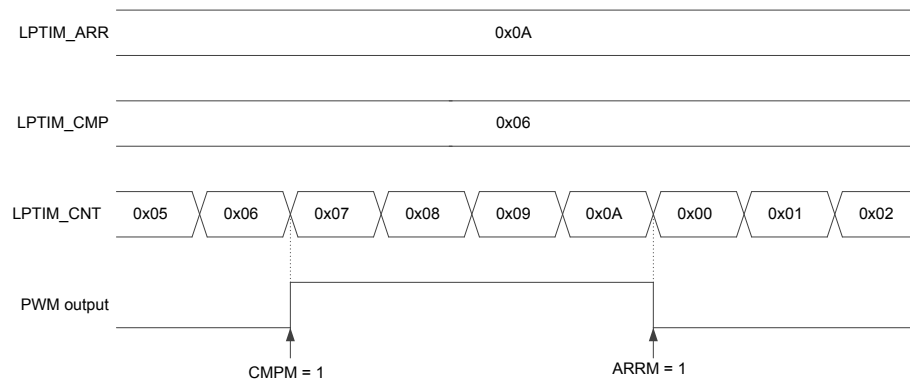 LPTIM_ARR 0x0A
LPTIM_CMP 0x06
LPTIM_CNT 0x05 0x06 0x07 0x08 0x09 0x0A 0x00 0x01 0x02
PWM output
CMPM = 1 ARRM = 1